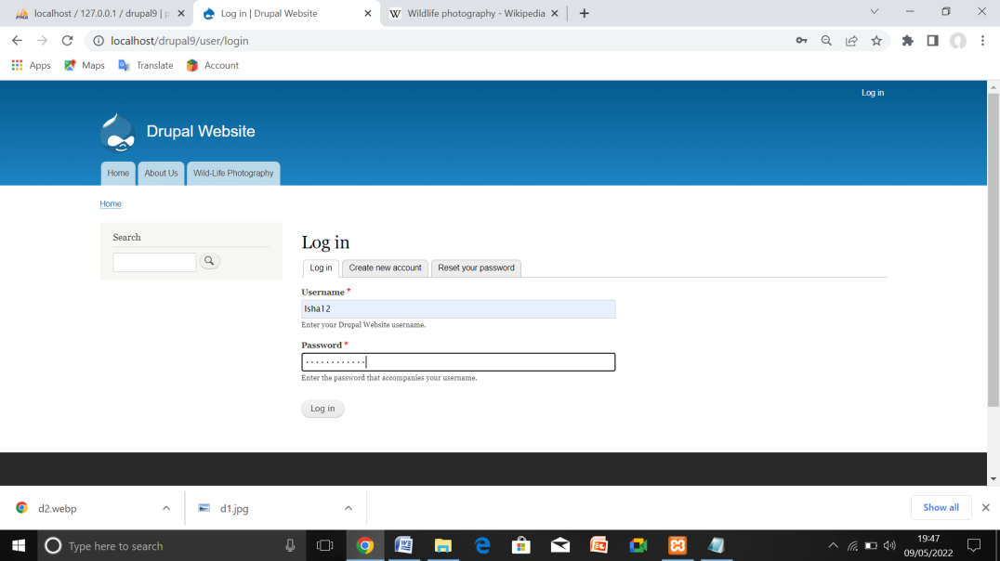 localhost / 127.0.0.1 / drupal9 | p
Log in | Drupal Website
Wildlife photography - Wikipedia
localhost/drupal9/user/login
Apps Maps Translate Account
Log in
Drupal Website
Home About Us Wild-Life Photography
Home
Search
Log in
Log in Create new account Reset your password
Username *
Isha12
Enter your Drupal Website username.
Password *
............
Enter the password that accompanies your username.
Log in
d2.webp d1.jpg Show all
Type here to search
19:47
09/05/2022